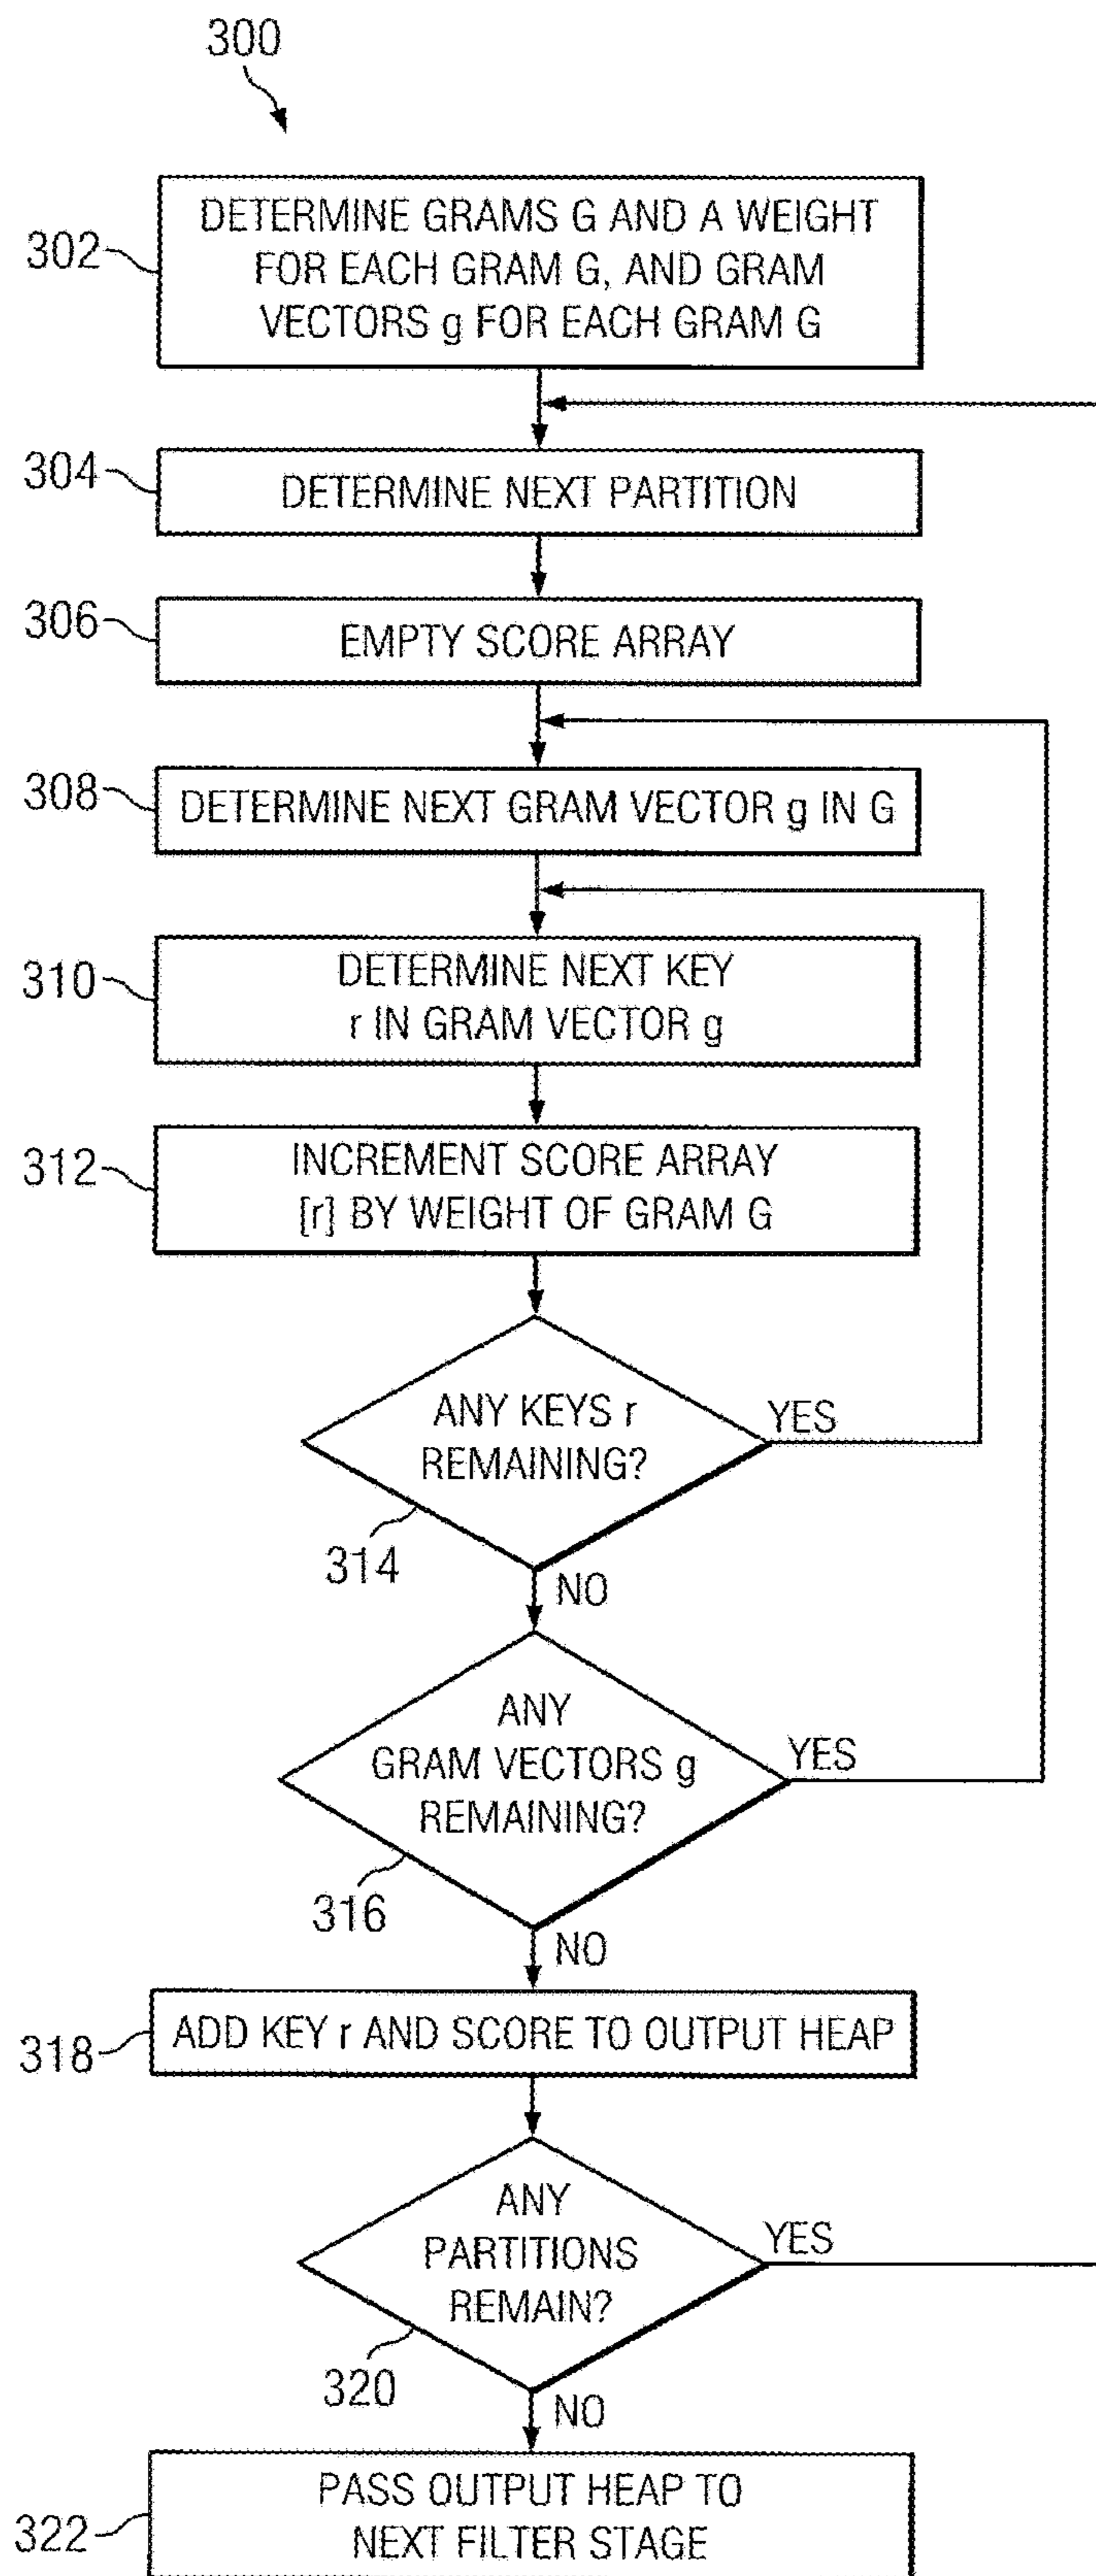 300
302
DETERMINE GRAMS G AND A WEIGHT
FOR EACH GRAM G, AND GRAM
VECTORS g FOR EACH GRAM G
304
DETERMINE NEXT PARTITION
306
EMPTY SCORE ARRAY
308
DETERMINE NEXT GRAM VECTOR g IN G
310
DETERMINE NEXT KEY
r IN GRAM VECTOR g
312
INCREMENT SCORE ARRAY
[r] BY WEIGHT OF GRAM G
ANY KEYS r
REMAINING?
YES
314
NO
ANY
GRAM VECTORS g
REMAINING?
YES
316
NO
318
ADD KEY r AND SCORE TO OUTPUT HEAP
ANY
PARTITIONS
REMAIN?
YES
320
NO
322
PASS OUTPUT HEAP TO
NEXT FILTER STAGE